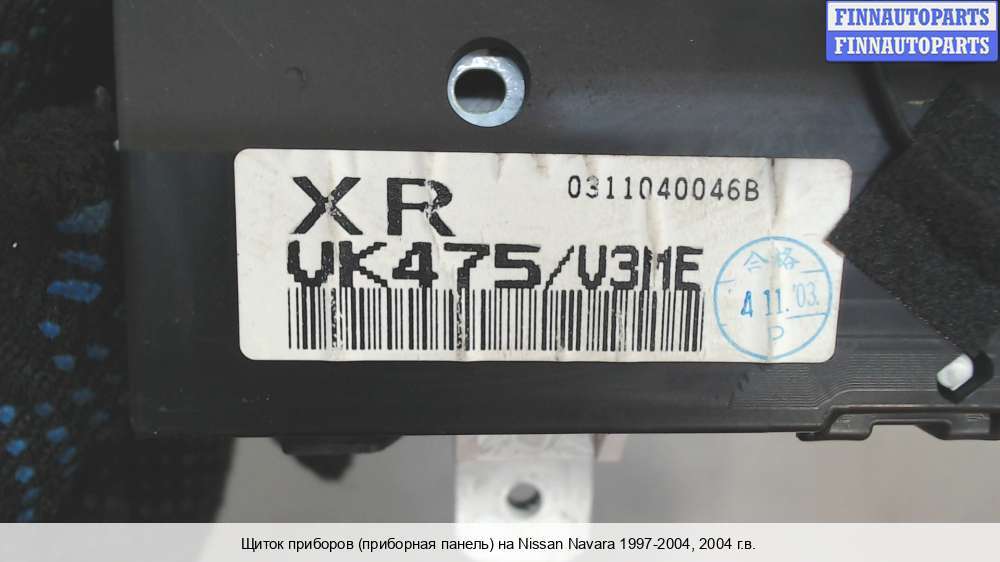 FINNAUTOPARTS
FINNAUTOPARTS
XR
0311040046B
VK475/V3ME
合格
4 11.'03.
P
Щиток приборов (приборная панель) на Nissan Navara 1997-2004, 2004 г.в.